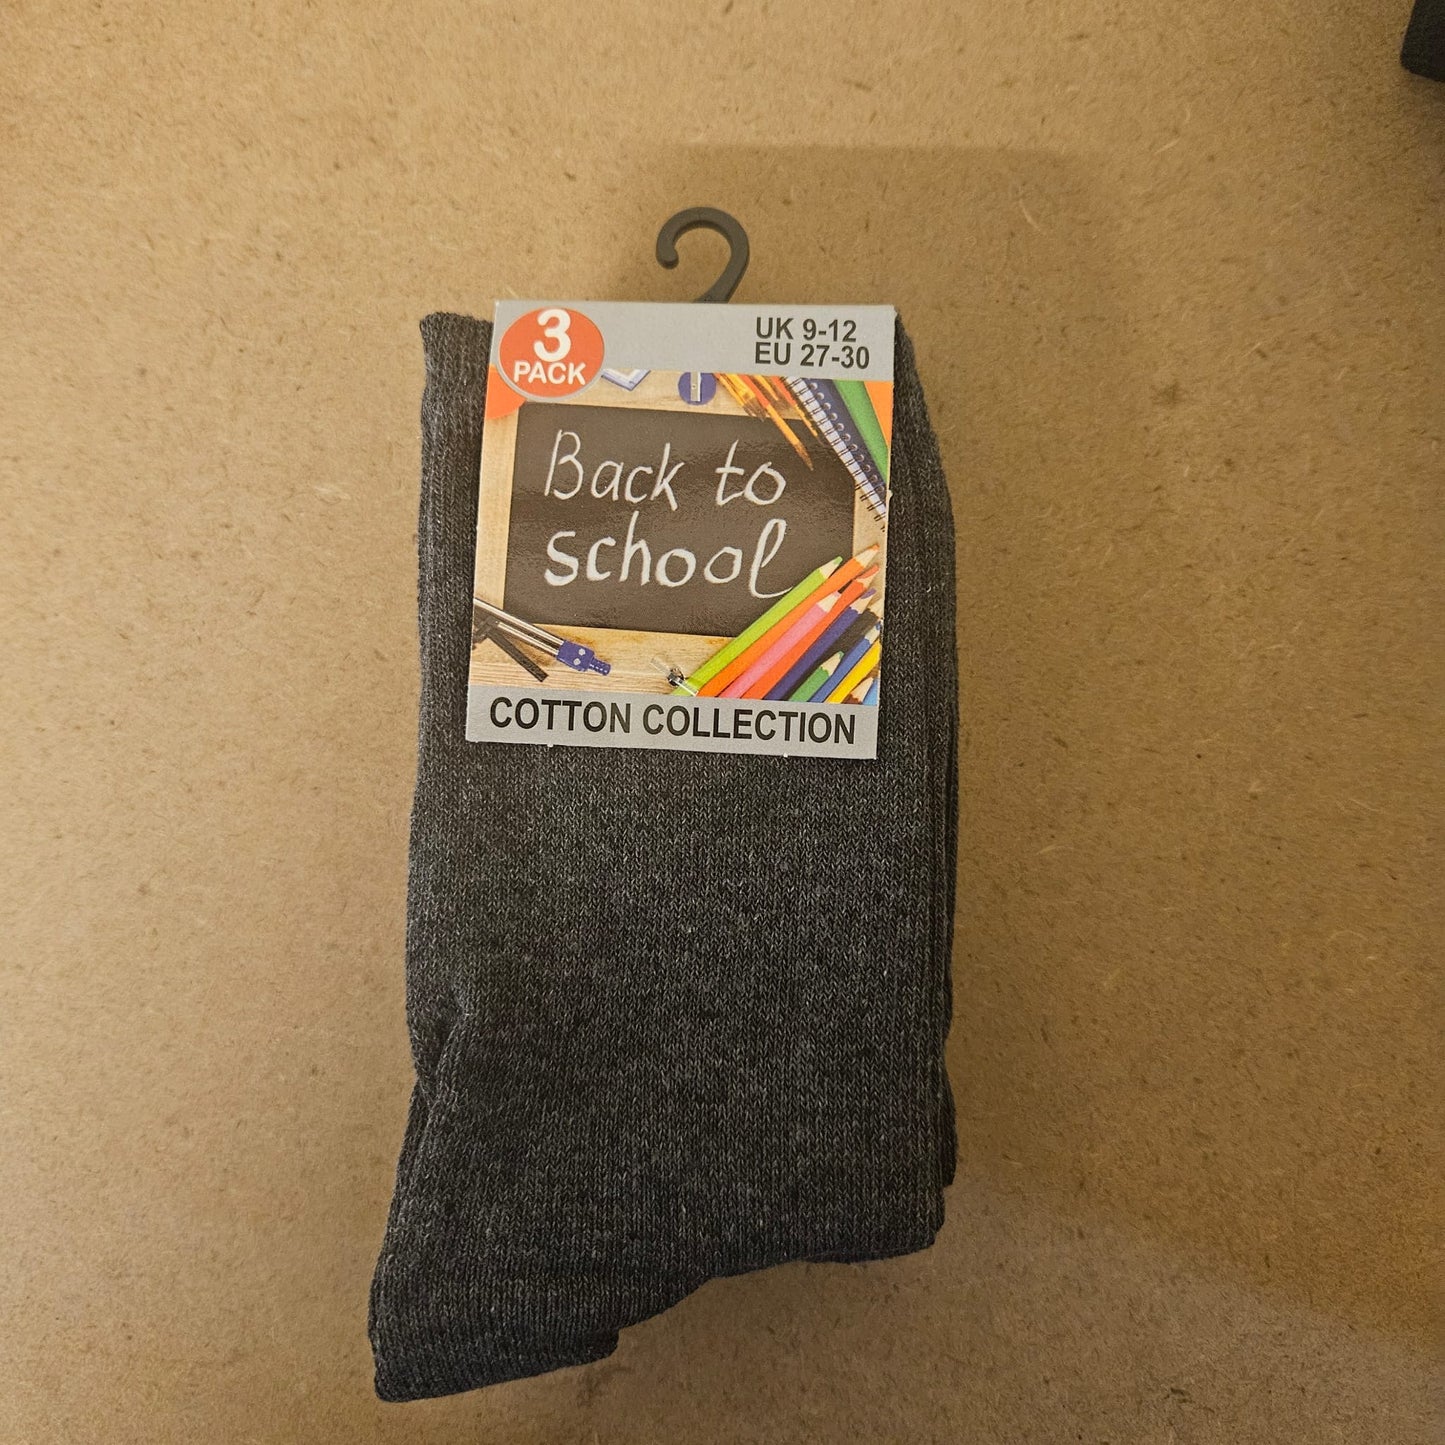 3
PACK
UK 9-12
EU 27-30
Back to
school
COTTON COLLECTION